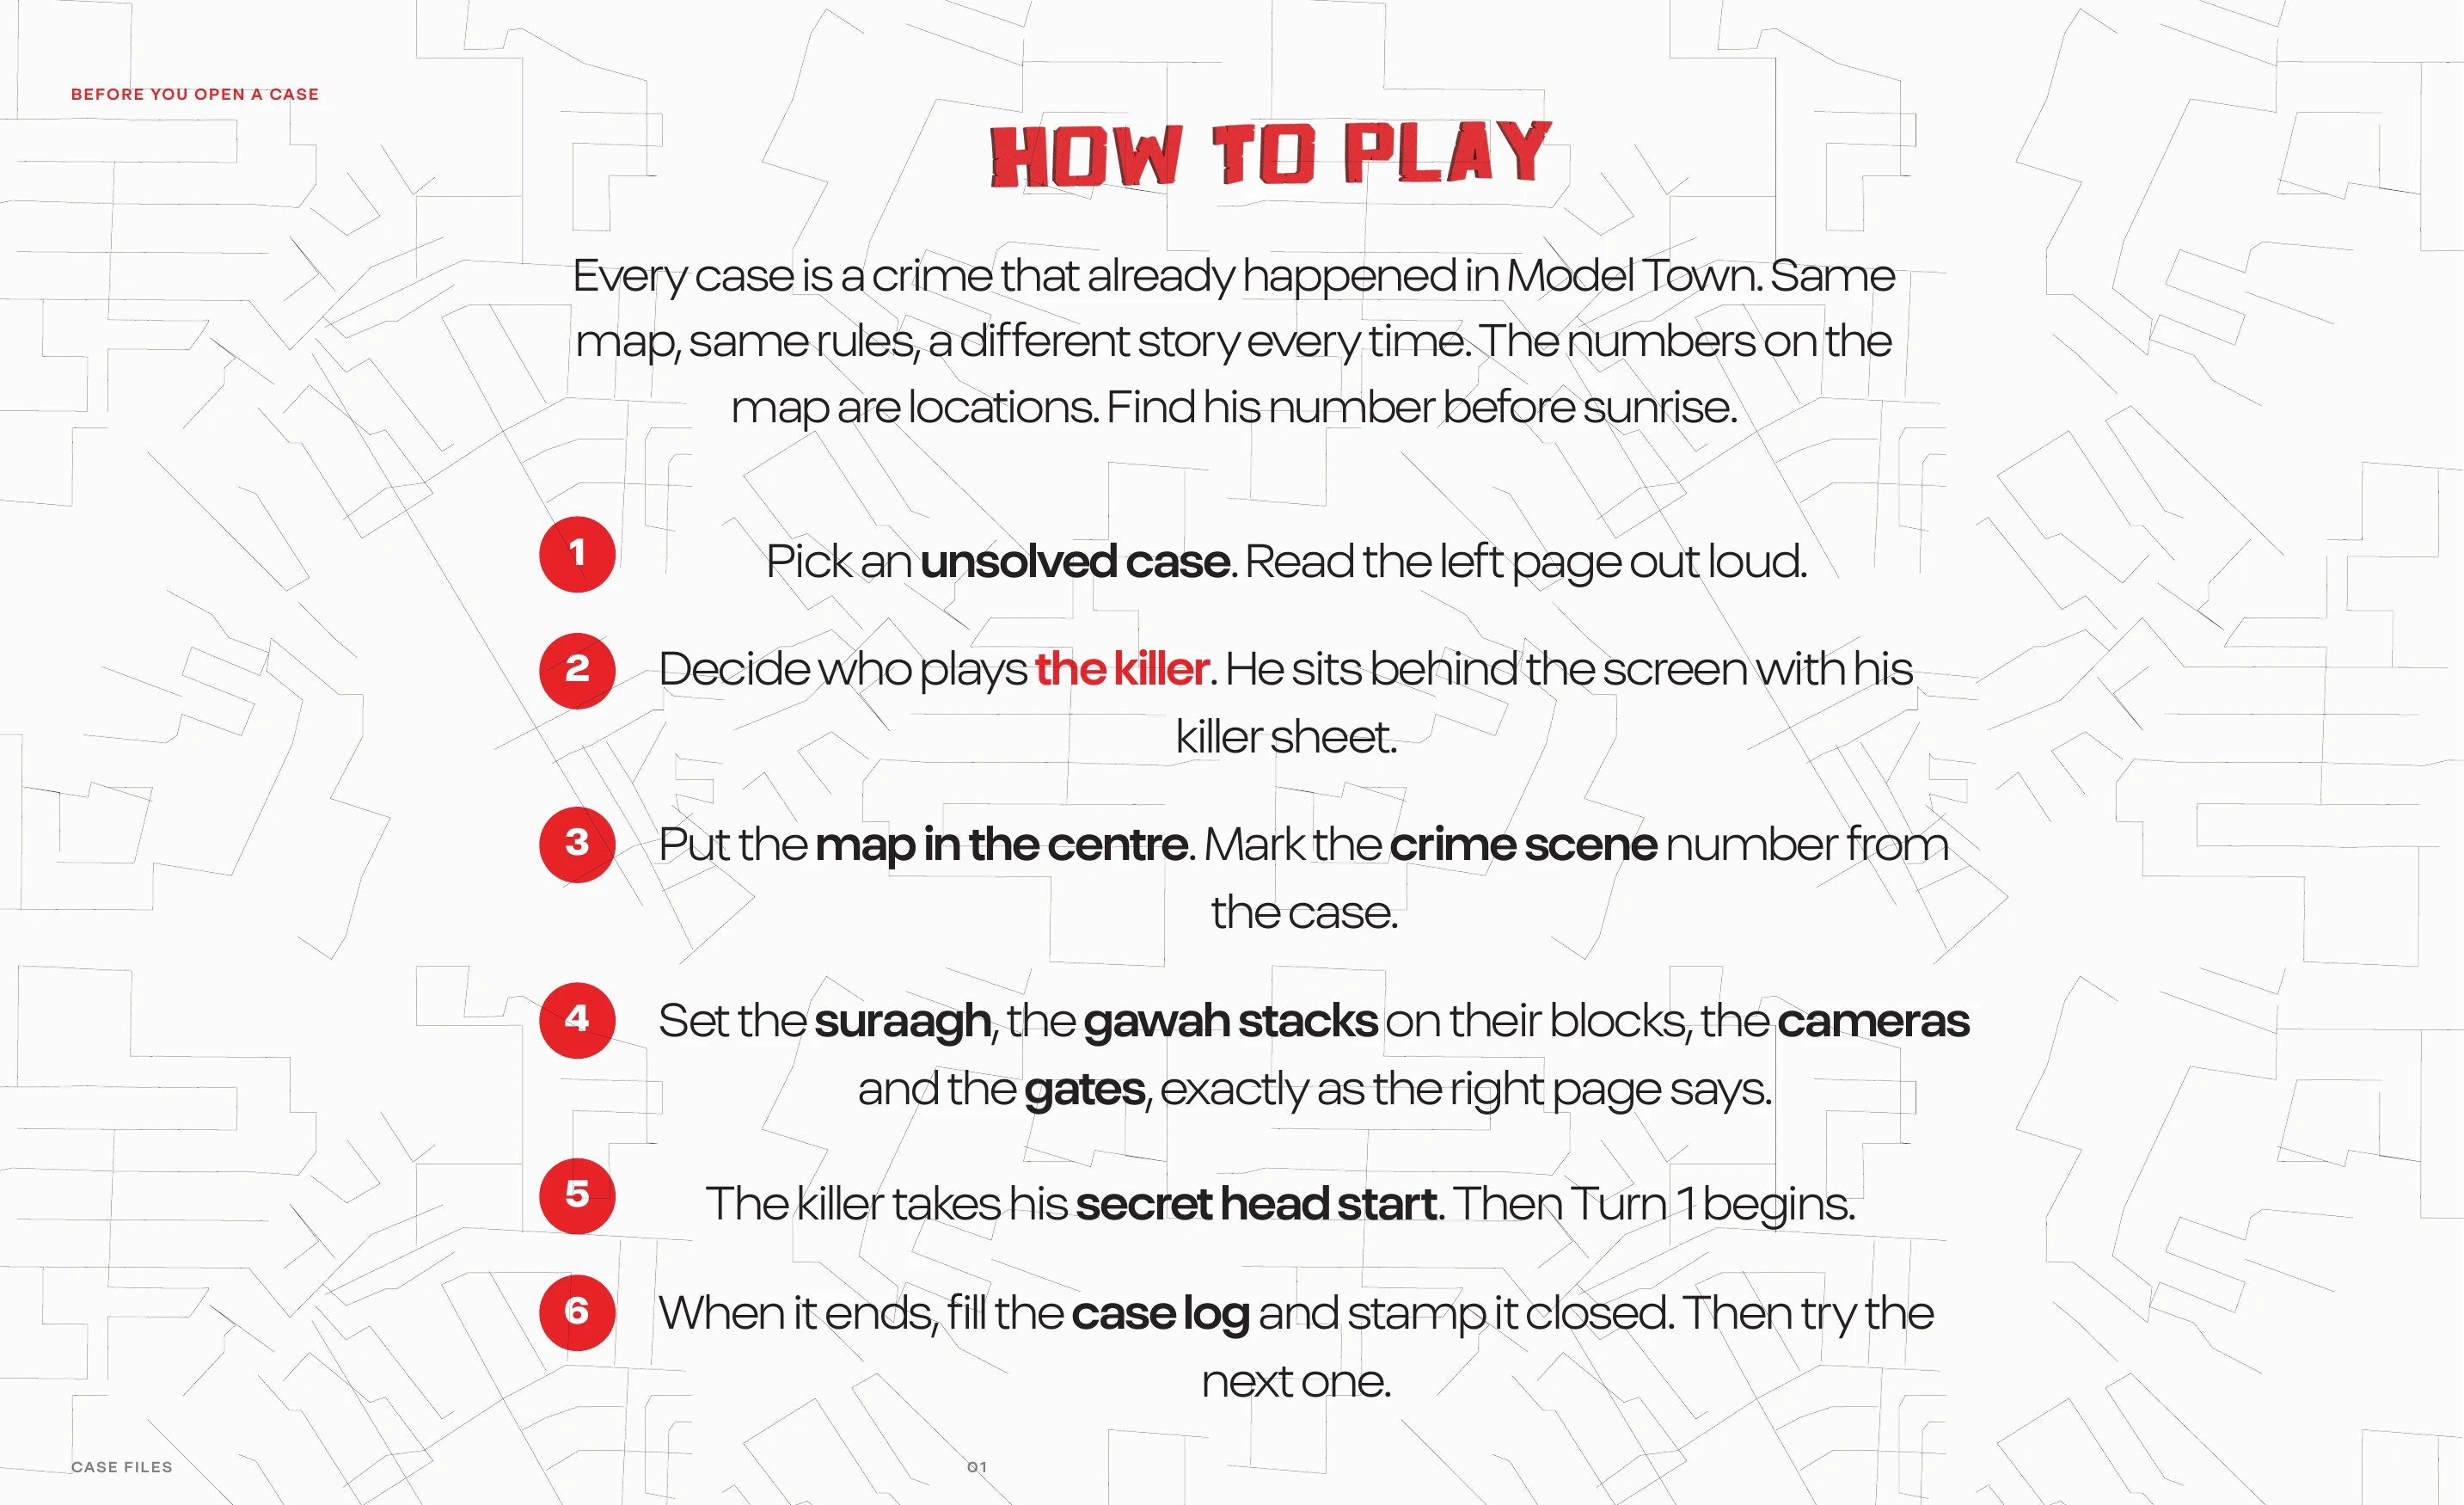 BEFORE YOU OPEN A CASE
HOW TO PLAY
Every case is a crime that already happened in Model Town. Same
map, same rules, a different story every time. The numbers on the
map are locations. Find his number before sunrise.
1 Pick an unsolved case. Read the left page out loud.
2 Decide who plays the killer. He sits behind the screen with his
killer sheet.
3 Put the map in the centre. Mark the crime scene number from
the case.
4 Set the suraagh, the gawah stacks on their blocks, the cameras
and the gates, exactly as the right page says.
5 The killer takes his secret head start. Then Turn 1 begins.
6 When it ends, fill the case log and stamp it closed. Then try the
next one.
CASE FILES
01